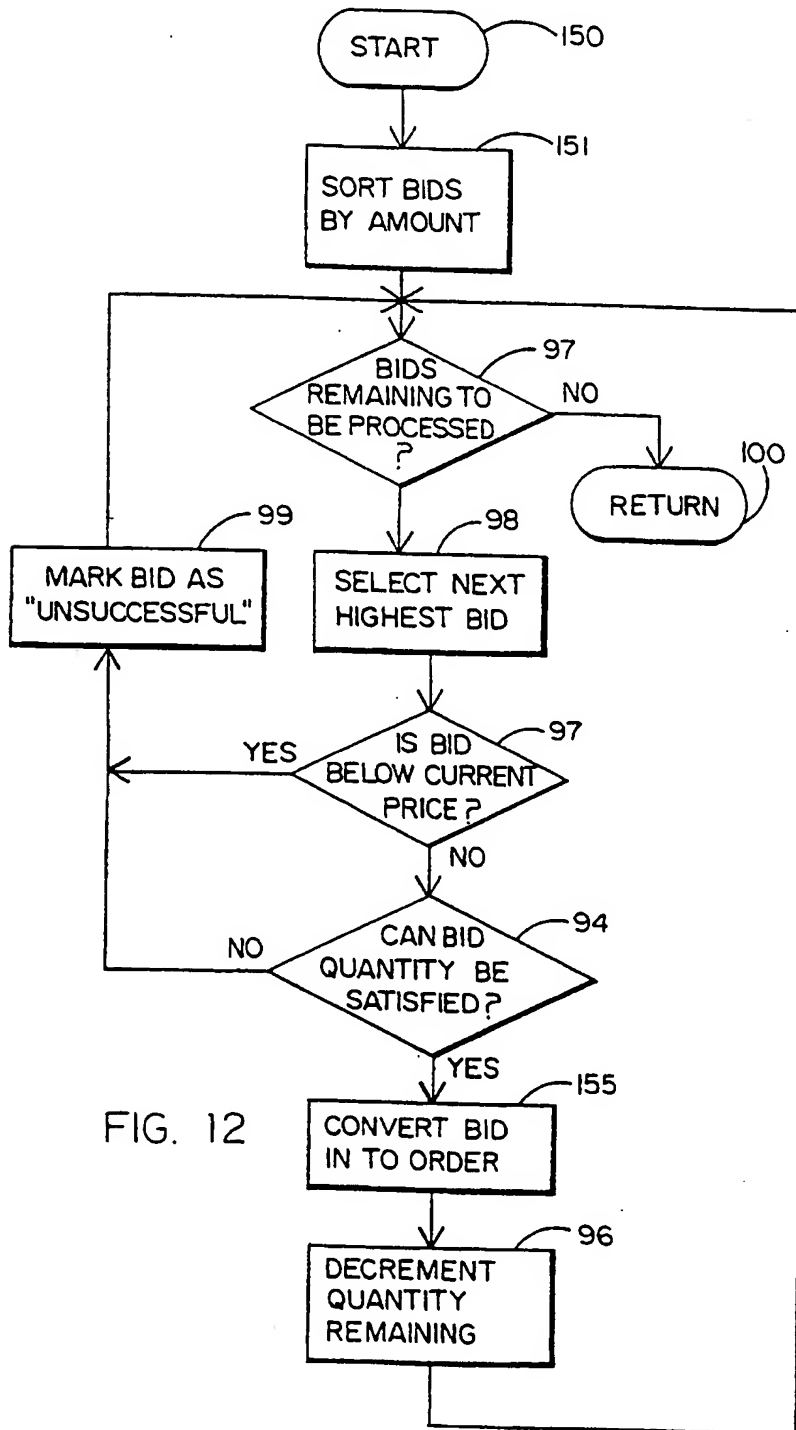 START
150
151
SORT BIDS
BY AMOUNT
97
BIDS
REMAINING TO
BE PROCESSED
?
NO
100
RETURN
99
MARK BID AS
"UNSUCCESSFUL"
98
SELECT NEXT
HIGHEST BID
97
YES
IS BID
BELOW CURRENT
PRICE?
NO
94
NO
CAN BID
QUANTITY BE
SATISFIED?
YES
155
FIG. 12
CONVERT BID
IN TO ORDER
96
DECREMENT
QUANTITY
REMAINING